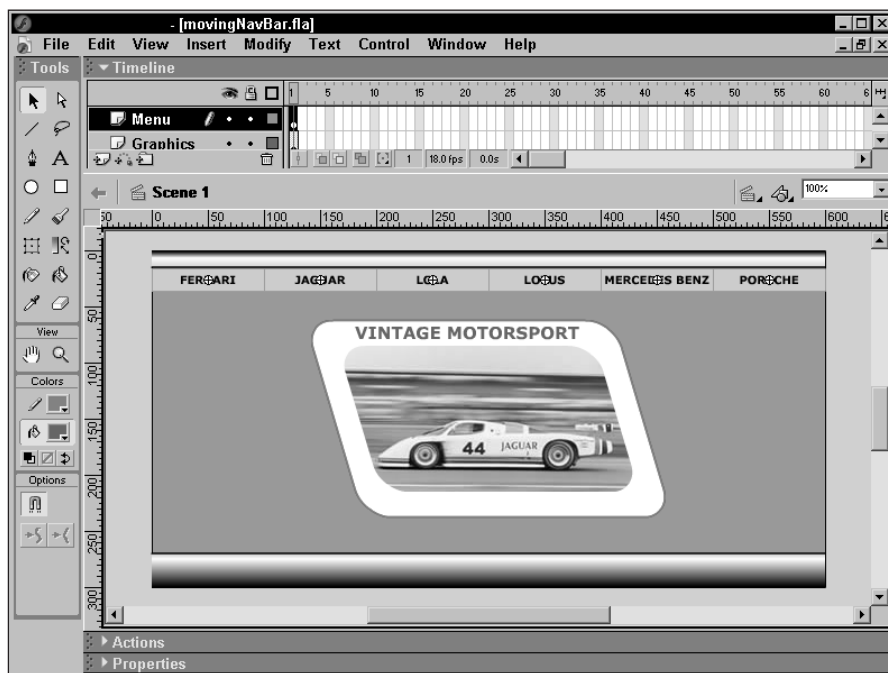 - [movingNavBar.fla]
File Edit View Insert Modify Text Control Window Help
Tools
Timeline
1 5 10 15 20 25 30 35 40 45 50 55 60 6
Menu
Graphics
1 18.0 fps 0.0s
Scene 1
100%
50 0 50 100 150 200 250 300 350 400 450 500 550 600 6
0
50
100
150
200
250
300
FERRARI JAGUAR LOLA LOTUS MERCEDES BENZ PORSCHE
VINTAGE MOTORSPORT
44 JAGUAR
A
View
Colors
Options
Actions
Properties